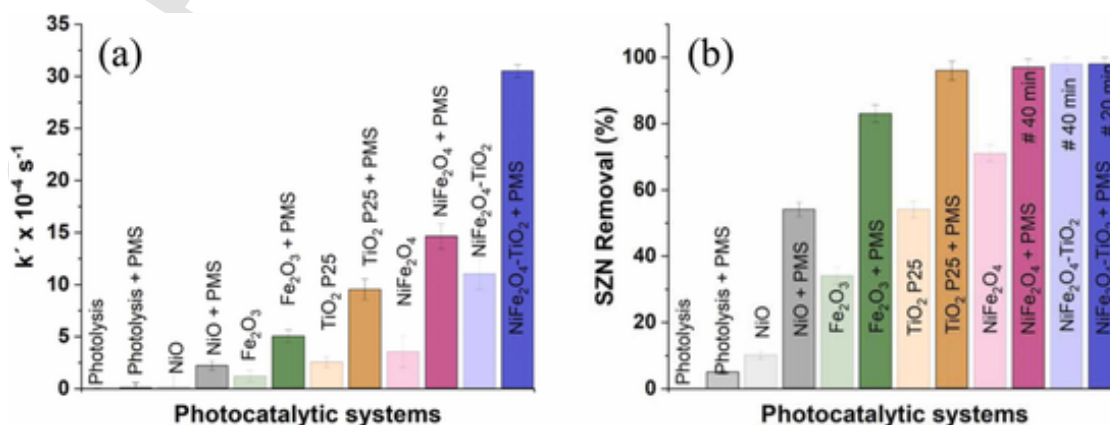 (a)
k´ x 10⁻⁴ s⁻¹
35
30
25
20
15
10
5
0
Photolysis
Photolysis + PMS
NiO
NiO + PMS
Fe₂O₃
Fe₂O₃ + PMS
TiO₂ P25
TiO₂ P25 + PMS
NiFe₂O₄
NiFe₂O₄ + PMS
NiFe₂O₄-TiO₂
NiFe₂O₄-TiO₂ + PMS
Photocatalytic systems
(b)
SZN Removal (%)
100
80
60
40
20
0
Photolysis
Photolysis + PMS
NiO
NiO + PMS
Fe₂O₃
Fe₂O₃ + PMS
TiO₂ P25
TiO₂ P25 + PMS
NiFe₂O₄
NiFe₂O₄ + PMS # 40 min
NiFe₂O₄-TiO₂ # 40 min
NiFe₂O₄-TiO₂ + PMS # 20 min
Photocatalytic systems